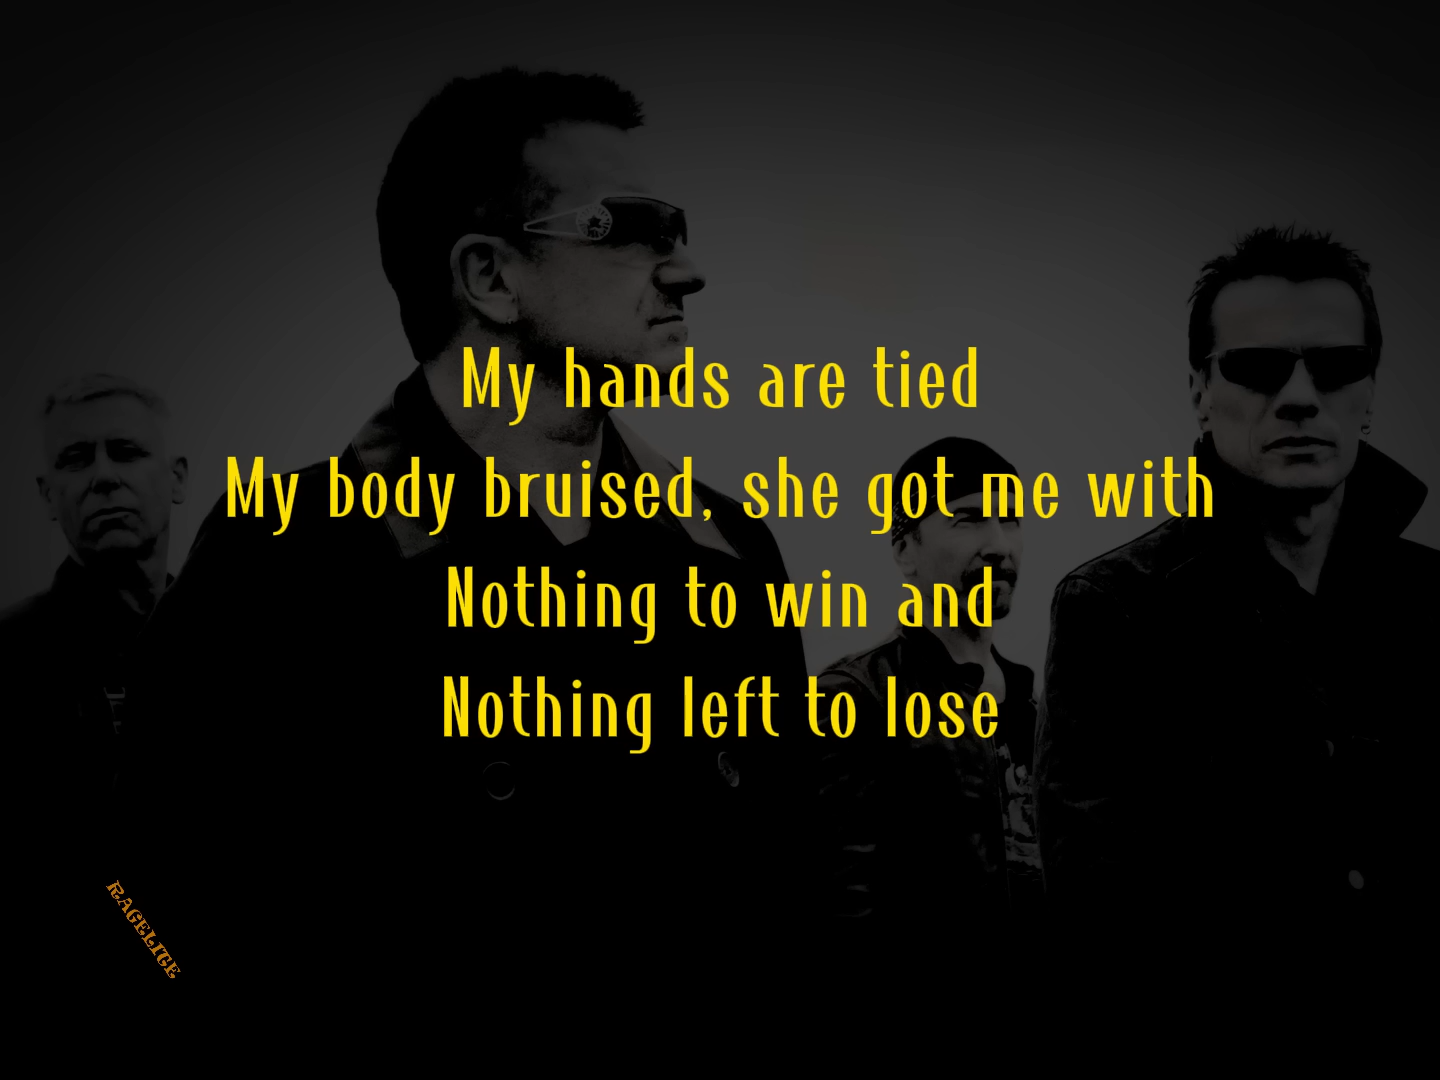 My hands are tied
My body bruised, she got me with
Nothing to win and
Nothing left to lose
RAGELITE